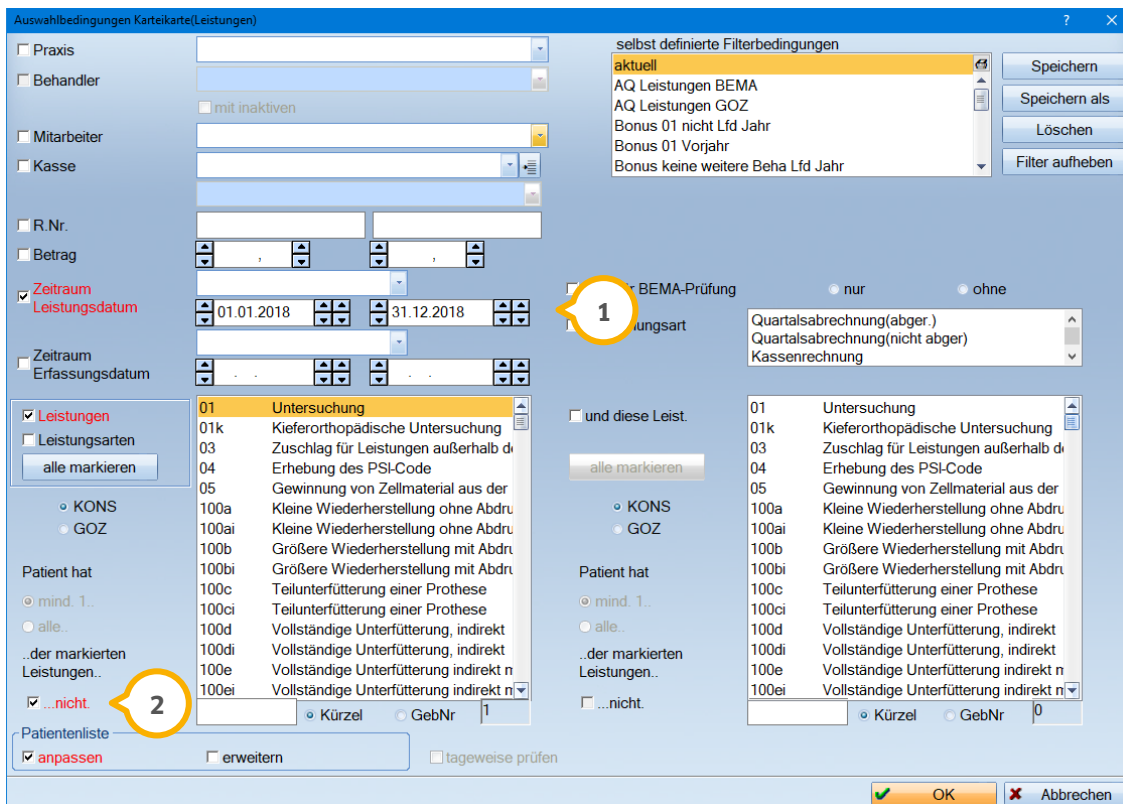 Auswahlbedingungen Karteikarte(Leistungen)
?
Praxis
Behandler
mit inaktiven
Mitarbeiter
Kasse
R.Nr.
Betrag
,
,
Zeitraum
Leistungsdatum
01.01.2018
31.12.2018
1
Zeitraum
Erfassungsdatum
. .
. .
selbst definierte Filterbedingungen
aktuell
AQ Leistungen BEMA
AQ Leistungen GOZ
Bonus 01 nicht Lfd Jahr
Bonus 01 Vorjahr
Bonus keine weitere Beha Lfd Jahr
Speichern
Speichern als
Löschen
Filter aufheben
r BEMA-Prüfung
nur
ohne
ungsart
Quartalsabrechnung(abger.)
Quartalsabrechnung(nicht abger)
Kassenrechnung
Leistungen
Leistungsarten
alle markieren
KONS
GOZ
Patient hat
mind. 1..
alle..
..der markierten
Leistungen..
...nicht.
2
01 Untersuchung
01k Kieferorthopädische Untersuchung
03 Zuschlag für Leistungen außerhalb d
04 Erhebung des PSI-Code
05 Gewinnung von Zellmaterial aus der
100a Kleine Wiederherstellung ohne Abdru
100ai Kleine Wiederherstellung ohne Abdru
100b Größere Wiederherstellung mit Abdru
100bi Größere Wiederherstellung mit Abdru
100c Teilunterfütterung einer Prothese
100ci Teilunterfütterung einer Prothese
100d Vollständige Unterfütterung, indirekt
100di Vollständige Unterfütterung, indirekt
100e Vollständige Unterfütterung indirekt m
100ei Vollständige Unterfütterung indirekt m
Kürzel
GebNr
1
und diese Leist.
alle markieren
KONS
GOZ
Patient hat
mind. 1..
alle..
..der markierten
Leistungen..
...nicht.
01 Untersuchung
01k Kieferorthopädische Untersuchung
03 Zuschlag für Leistungen außerhalb d
04 Erhebung des PSI-Code
05 Gewinnung von Zellmaterial aus der
100a Kleine Wiederherstellung ohne Abdru
100ai Kleine Wiederherstellung ohne Abdru
100b Größere Wiederherstellung mit Abdru
100bi Größere Wiederherstellung mit Abdru
100c Teilunterfütterung einer Prothese
100ci Teilunterfütterung einer Prothese
100d Vollständige Unterfütterung, indirekt
100di Vollständige Unterfütterung, indirekt
100e Vollständige Unterfütterung indirekt m
100ei Vollständige Unterfütterung indirekt m
Kürzel
GebNr
0
Patientenliste
anpassen
erweitern
tageweise prüfen
OK
Abbrechen